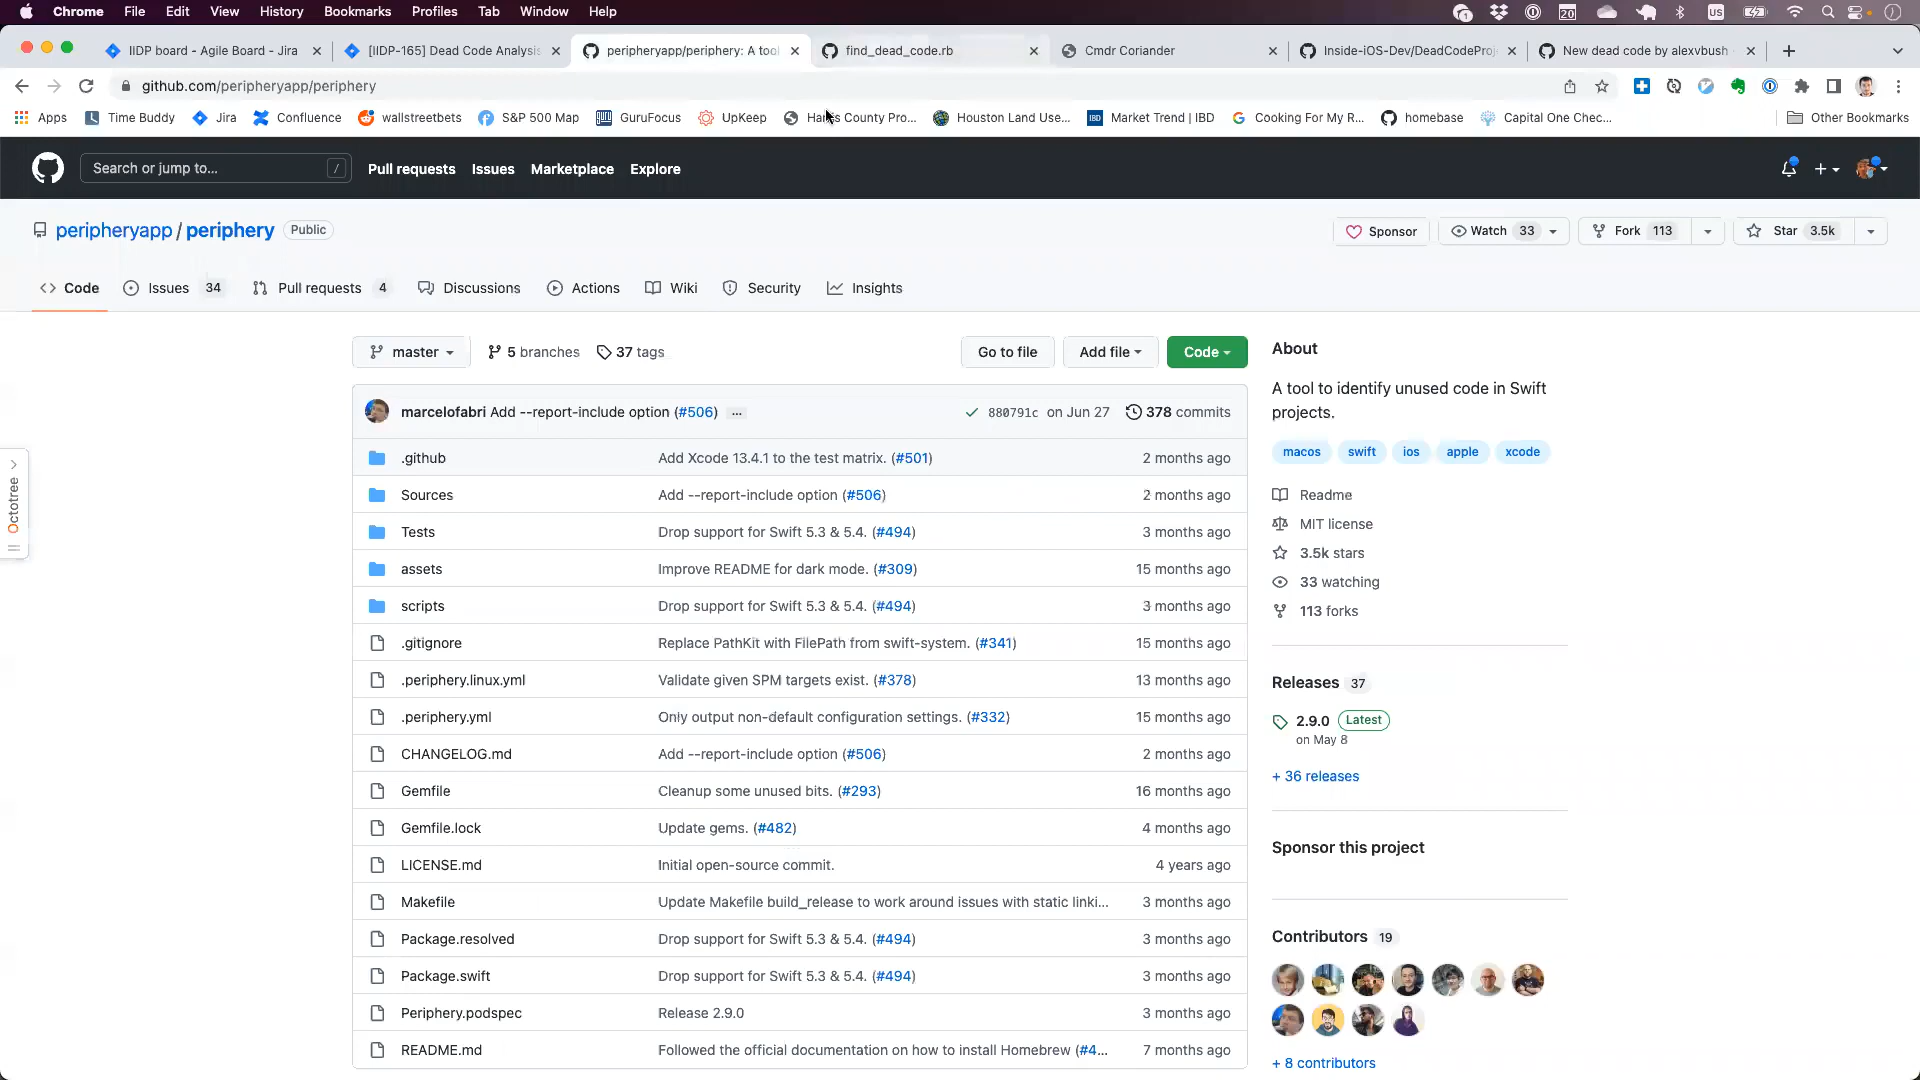 Chrome File Edit View History Bookmarks Profiles Tab Window Help 1 20 US
IIDP board - Agile Board - Jira [IIDP-165] Dead Code Analysis peripheryapp/periphery: A tool find_dead_code.rb Cmdr Coriander Inside-iOS-Dev/DeadCodeProj New dead code by alexvbush
github.com/peripheryapp/periphery
Apps Time Buddy Jira Confluence wallstreetbets S&P 500 Map GuruFocus UpKeep Harris County Pro... Houston Land Use... IBD Market Trend | IBD Cooking For My R... homebase Capital One Chec... Other Bookmarks
Search or jump to... / Pull requests Issues Marketplace Explore
peripheryapp / periphery Public Sponsor Watch 33 Fork 113 Star 3.5k
Code Issues 34 Pull requests 4 Discussions Actions Wiki Security Insights
master 5 branches 37 tags Go to file Add file Code
marcelofabri Add --report-include option (#506) ... 880791c on Jun 27 378 commits
.github Add Xcode 13.4.1 to the test matrix. (#501) 2 months ago
Sources Add --report-include option (#506) 2 months ago
Tests Drop support for Swift 5.3 & 5.4. (#494) 3 months ago
assets Improve README for dark mode. (#309) 15 months ago
scripts Drop support for Swift 5.3 & 5.4. (#494) 3 months ago
.gitignore Replace PathKit with FilePath from swift-system. (#341) 15 months ago
.periphery.linux.yml Validate given SPM targets exist. (#378) 13 months ago
.periphery.yml Only output non-default configuration settings. (#332) 15 months ago
CHANGELOG.md Add --report-include option (#506) 2 months ago
Gemfile Cleanup some unused bits. (#293) 16 months ago
Gemfile.lock Update gems. (#482) 4 months ago
LICENSE.md Initial open-source commit. 4 years ago
Makefile Update Makefile build_release to work around issues with static linki... 3 months ago
Package.resolved Drop support for Swift 5.3 & 5.4. (#494) 3 months ago
Package.swift Drop support for Swift 5.3 & 5.4. (#494) 3 months ago
Periphery.podspec Release 2.9.0 3 months ago
README.md Followed the official documentation on how to install Homebrew (#4... 7 months ago
About
A tool to identify unused code in Swift
projects.
macos swift ios apple xcode
Readme
MIT license
3.5k stars
33 watching
113 forks
Releases 37
2.9.0 Latest
on May 8
+ 36 releases
Sponsor this project
Contributors 19
+ 8 contributors
Octotree